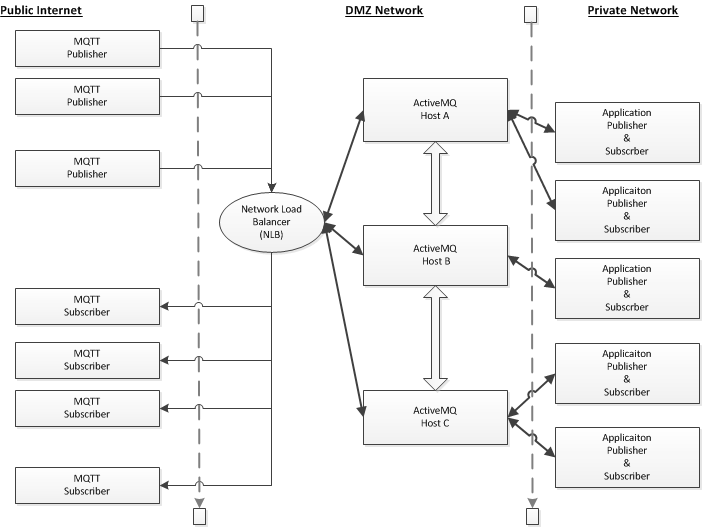 Public Internet
DMZ Network
Private Network
MQTT
Publisher
MQTT
Publisher
MQTT
Publisher
Network Load
Balancer
(NLB)
MQTT
Subscriber
MQTT
Subscriber
MQTT
Subscriber
MQTT
Subscriber
ActiveMQ
Host A
ActiveMQ
Host B
ActiveMQ
Host C
Application
Publisher
&
Subscrber
Applicaiton
Publisher
&
Subscriber
Application
Publisher
&
Subscrber
Applicaiton
Publisher
&
Subscriber
Applicaiton
Publisher
&
Subscriber